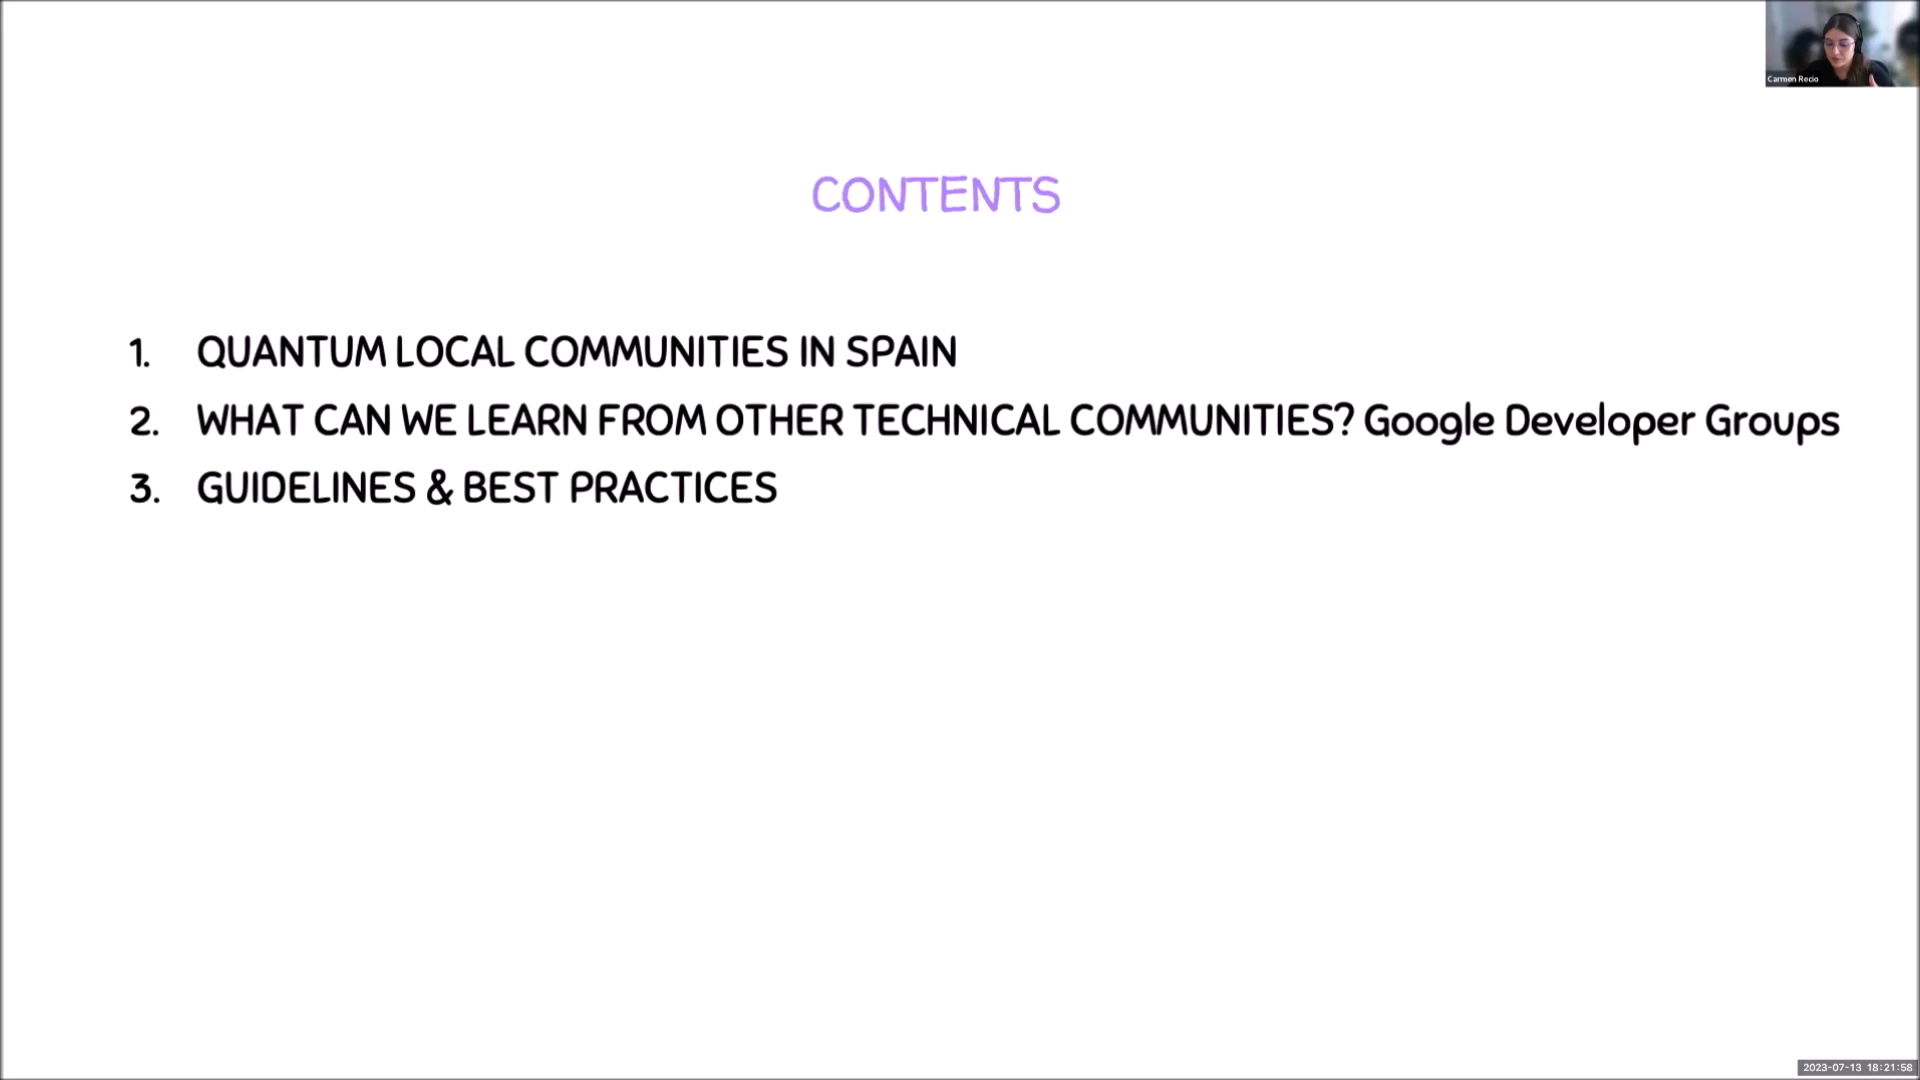 Carmen Recio
CONTENTS
1. QUANTUM LOCAL COMMUNITIES IN SPAIN
2. WHAT CAN WE LEARN FROM OTHER TECHNICAL COMMUNITIES? Google Developer Groups
3. GUIDELINES & BEST PRACTICES
2023-07-13 18:21:58